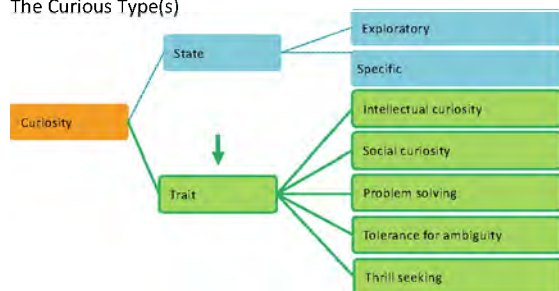 The Curious Type(s)
Exploratory
State
Specific
Intellectual curiosity
Curiosity
Social curiosity
Trait
Problem solving
Tolerance for ambiguity
Thrill seeking